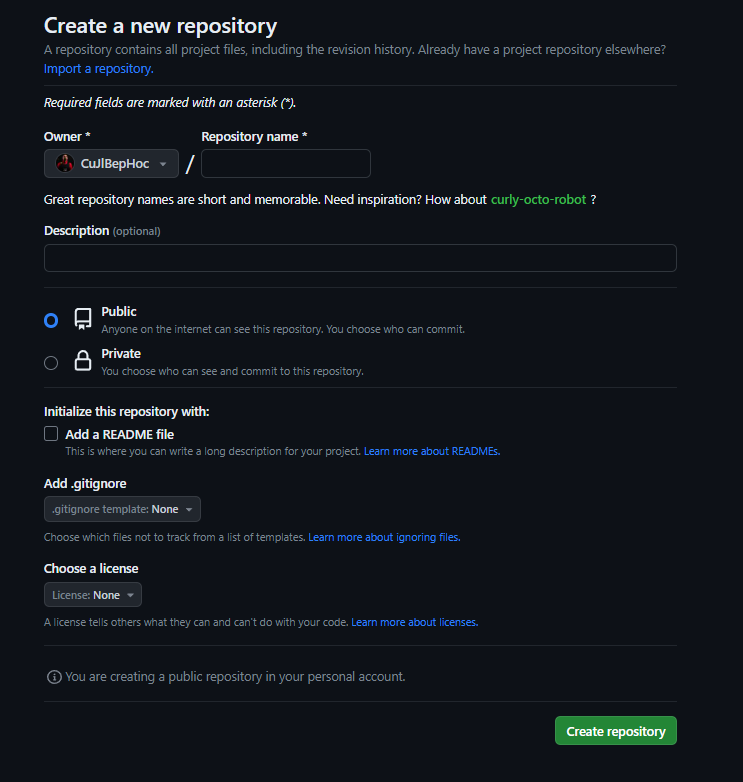 Create a new repository
A repository contains all project files, including the revision history. Already have a project repository elsewhere?
Import a repository.
Required fields are marked with an asterisk (*).
Owner * Repository name *
CuJlBepHoc /
Great repository names are short and memorable. Need inspiration? How about curly-octo-robot ?
Description (optional)
Public
Anyone on the internet can see this repository. You choose who can commit.
Private
You choose who can see and commit to this repository.
Initialize this repository with:
Add a README file
This is where you can write a long description for your project. Learn more about READMEs.
Add .gitignore
.gitignore template: None
Choose which files not to track from a list of templates. Learn more about ignoring files.
Choose a license
License: None
A license tells others what they can and can't do with your code. Learn more about licenses.
You are creating a public repository in your personal account.
Create repository